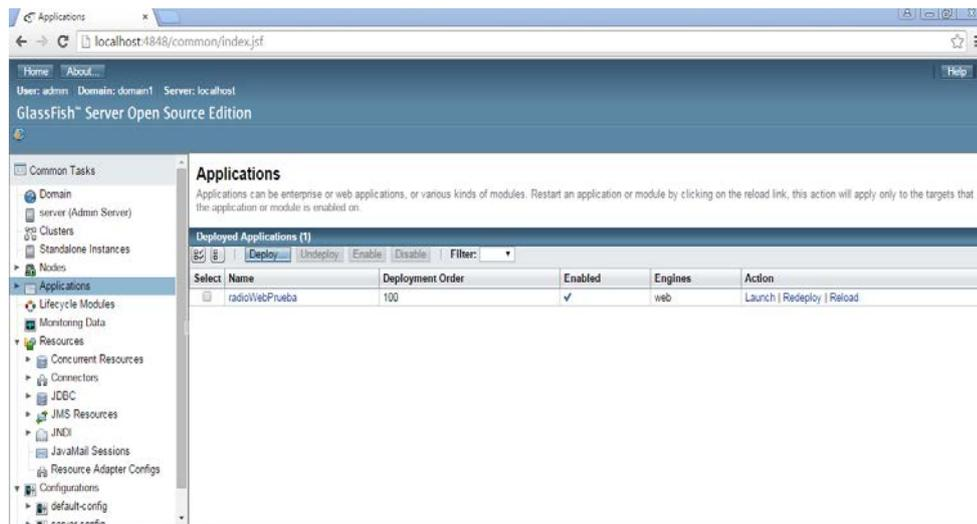 Applications
localhost:4848/common/index.jsf
Home About... Help
User: admin Domain: domain1 Server: localhost
GlassFish™ Server Open Source Edition
Common Tasks
Domain
server (Admin Server)
Clusters
Standalone Instances
Nodes
Applications
Lifecycle Modules
Monitoring Data
Resources
Concurrent Resources
Connectors
JDBC
JMS Resources
JNDI
JavaMail Sessions
Resource Adapter Configs
Configurations
default-config
server-config
Applications
Applications can be enterprise or web applications, or various kinds of modules. Restart an application or module by clicking on the reload link, this action will apply only to the targets that
the application or module is enabled on.
Deployed Applications (1)
Deploy... Undeploy Enable Disable Filter:
Select Name Deployment Order Enabled Engines Action
radioWebPrueba 100 web Launch | Redeploy | Reload